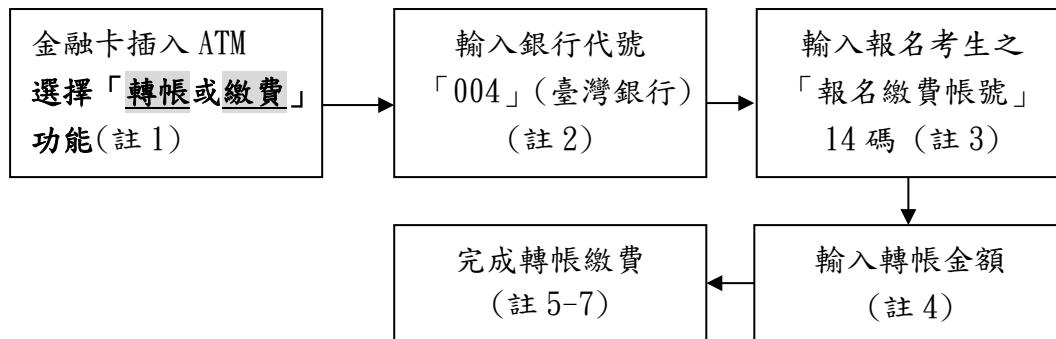 金融卡插入 ATM
選擇「轉帳或繳費」
功能(註 1)
輸入銀行代號
「004」(臺灣銀行)
(註 2)
輸入報名考生之
「報名繳費帳號」
14 碼 (註 3)
輸入轉帳金額
(註 4)
完成轉帳繳費
(註 5-7)